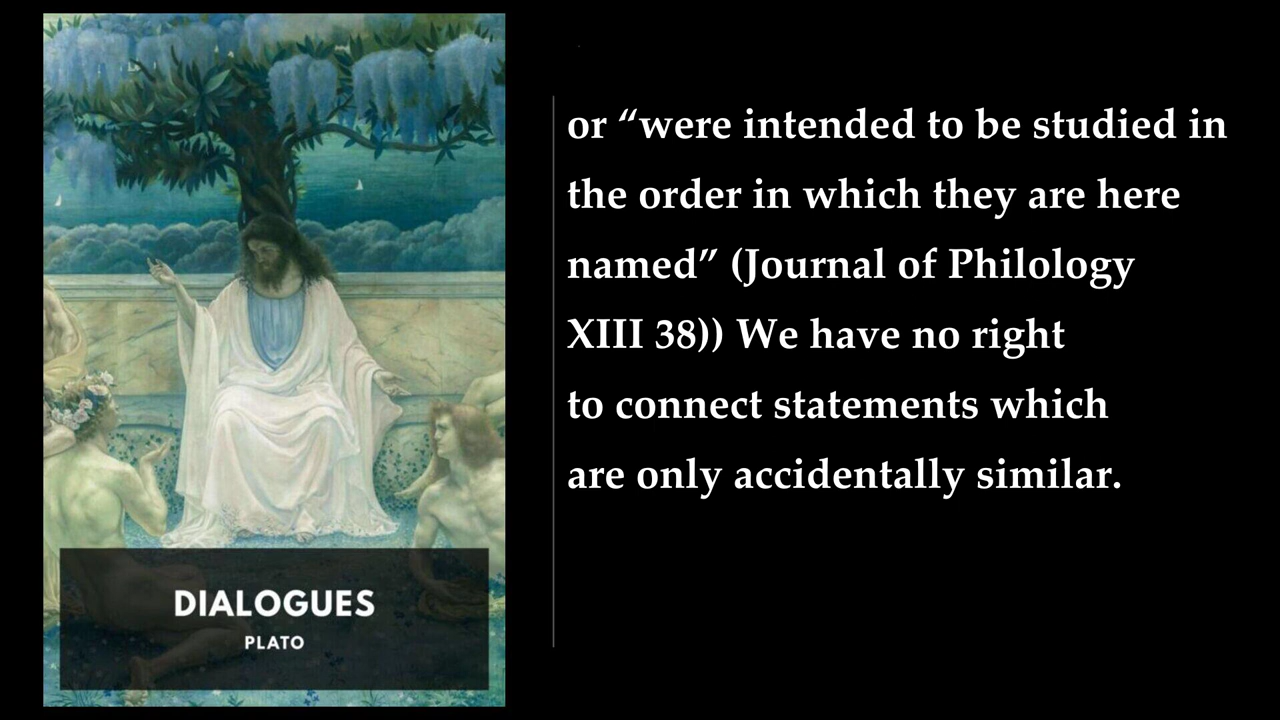 or “were intended to be studied in
the order in which they are here
named” (Journal of Philology
XIII 38)) We have no right
to connect statements which
are only accidentally similar.
DIALOGUES
PLATO